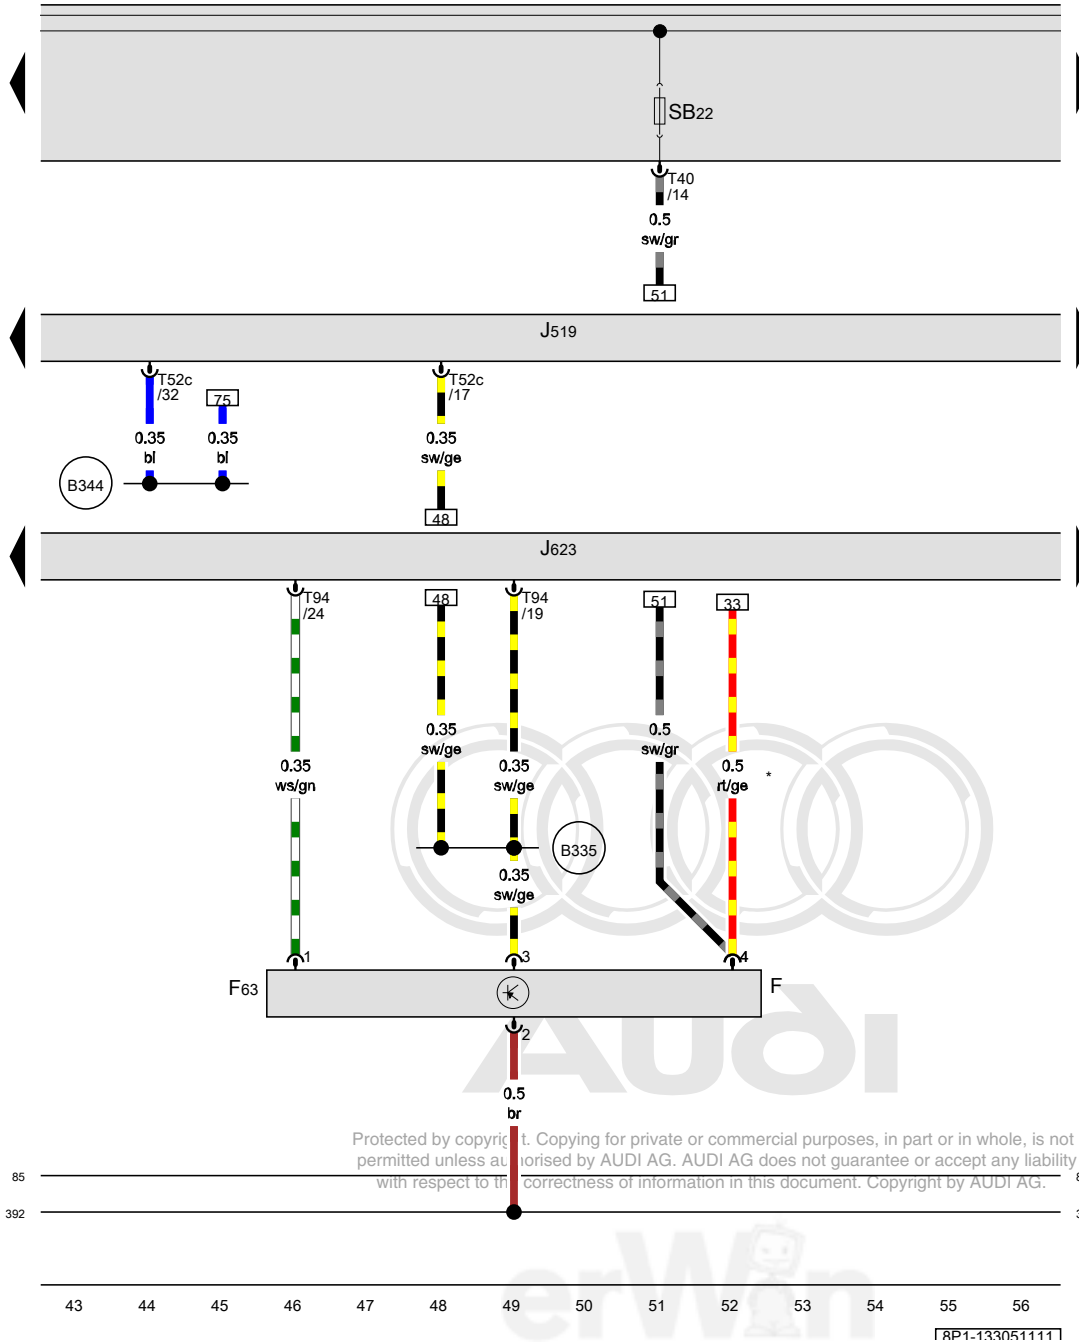 SB22
T40
/14
0.5
sw/gr
51
J519
T52c
/32
75
T52c
/17
0.35
bl
0.35
bl
0.35
sw/ge
B344
48
J623
T94
/24
48
T94
/19
51
33
0.35
sw/ge
0.5
sw/gr
0.35
ws/gn
0.35
sw/ge
0.5
rt/ge
*
B335
0.35
sw/ge
1
3
4
F63
F
2
Audi
0.5
br
Protected by copyright. Copying for private or commercial purposes, in part or in whole, is not
permitted unless authorised by AUDI AG. AUDI AG does not guarantee or accept any liability
with respect to the correctness of information in this document. Copyright by AUDI AG.
85
392
erWin
43 44 45 46 47 48 49 50 51 52 53 54 55 56
8P1-133051111